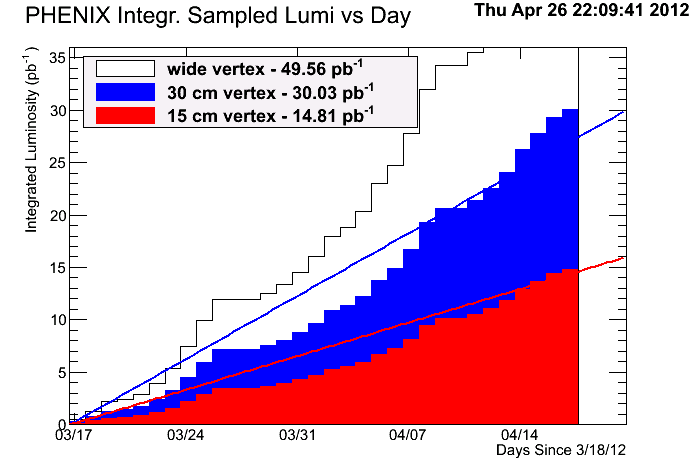 PHENIX Integr. Sampled Lumi vs Day
Thu Apr 26 22:09:41 2012
Integrated Luminosity (pb⁻¹)
wide vertex - 49.56 pb⁻¹
30 cm vertex - 30.03 pb⁻¹
15 cm vertex - 14.81 pb⁻¹
35
30
25
20
15
10
5
0
03/17 03/24 03/31 04/07 04/14
Days Since 3/18/12